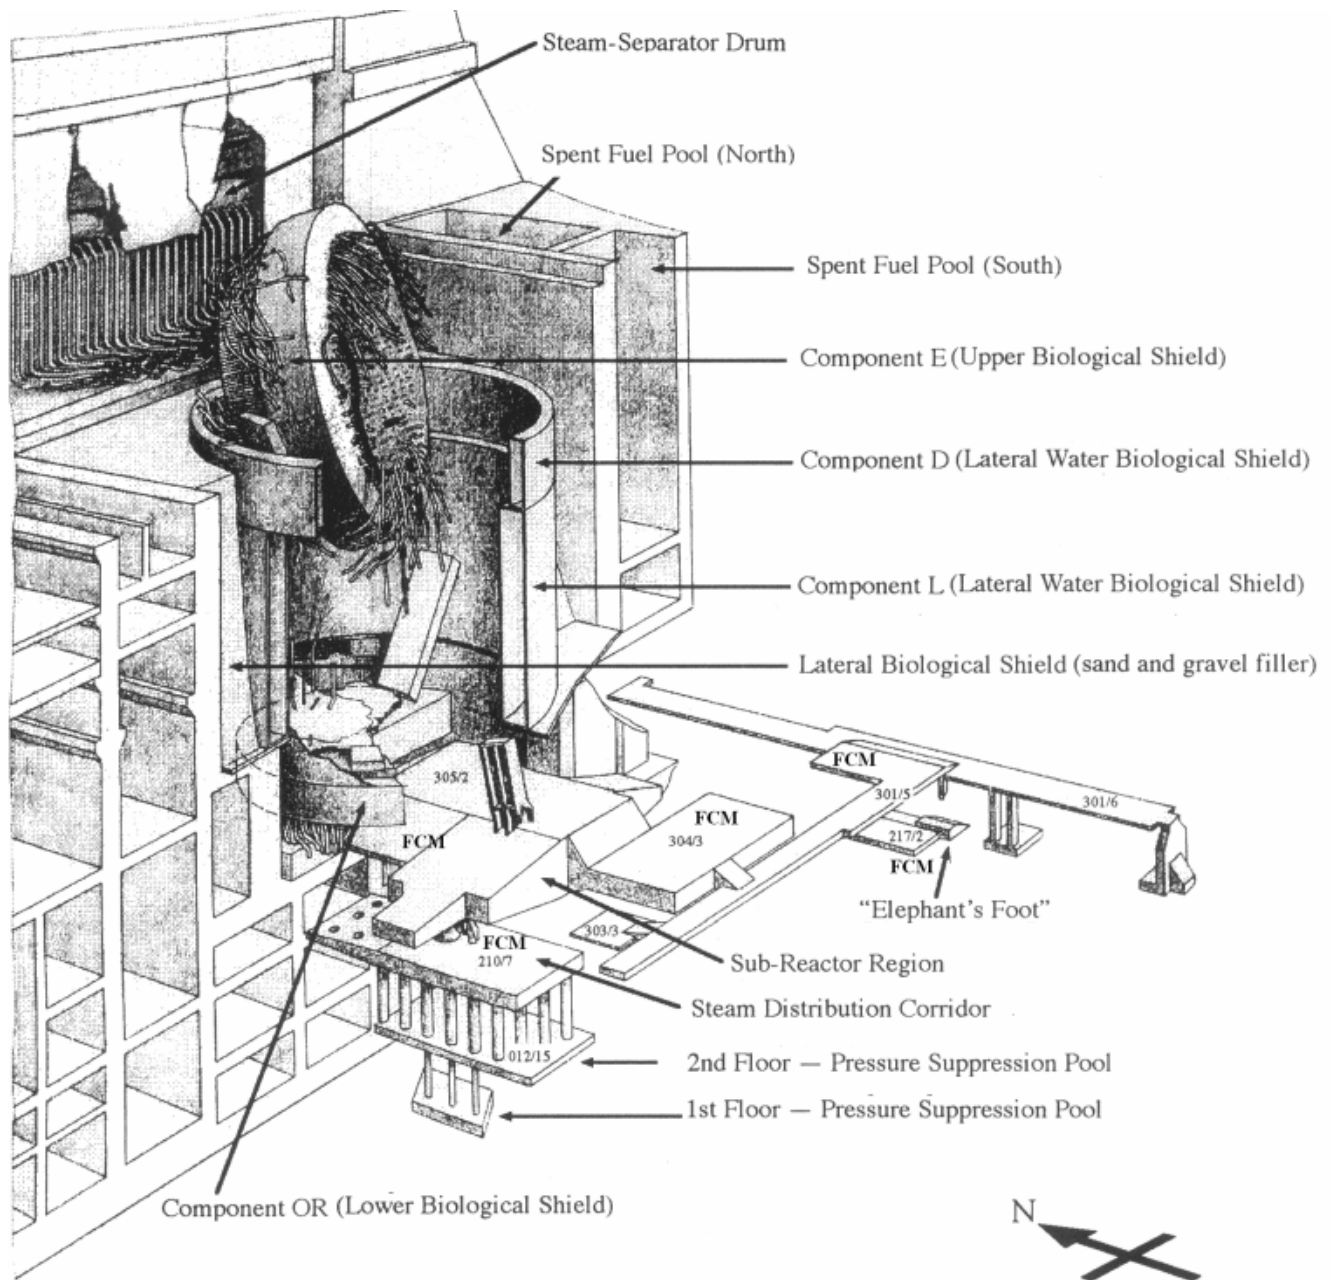 Steam-Separator Drum
Spent Fuel Pool (North)
Spent Fuel Pool (South)
Component E (Upper Biological Shield)
Component D (Lateral Water Biological Shield)
Component L (Lateral Water Biological Shield)
Lateral Biological Shield (sand and gravel filler)
FCM
305/2
301/5
301/6
FCM
304/3
217/2
FCM
FCM
"Elephant's Foot"
303/3
FCM
210/7
Sub-Reactor Region
Steam Distribution Corridor
012/15
2nd Floor — Pressure Suppression Pool
1st Floor — Pressure Suppression Pool
Component OR (Lower Biological Shield)
N